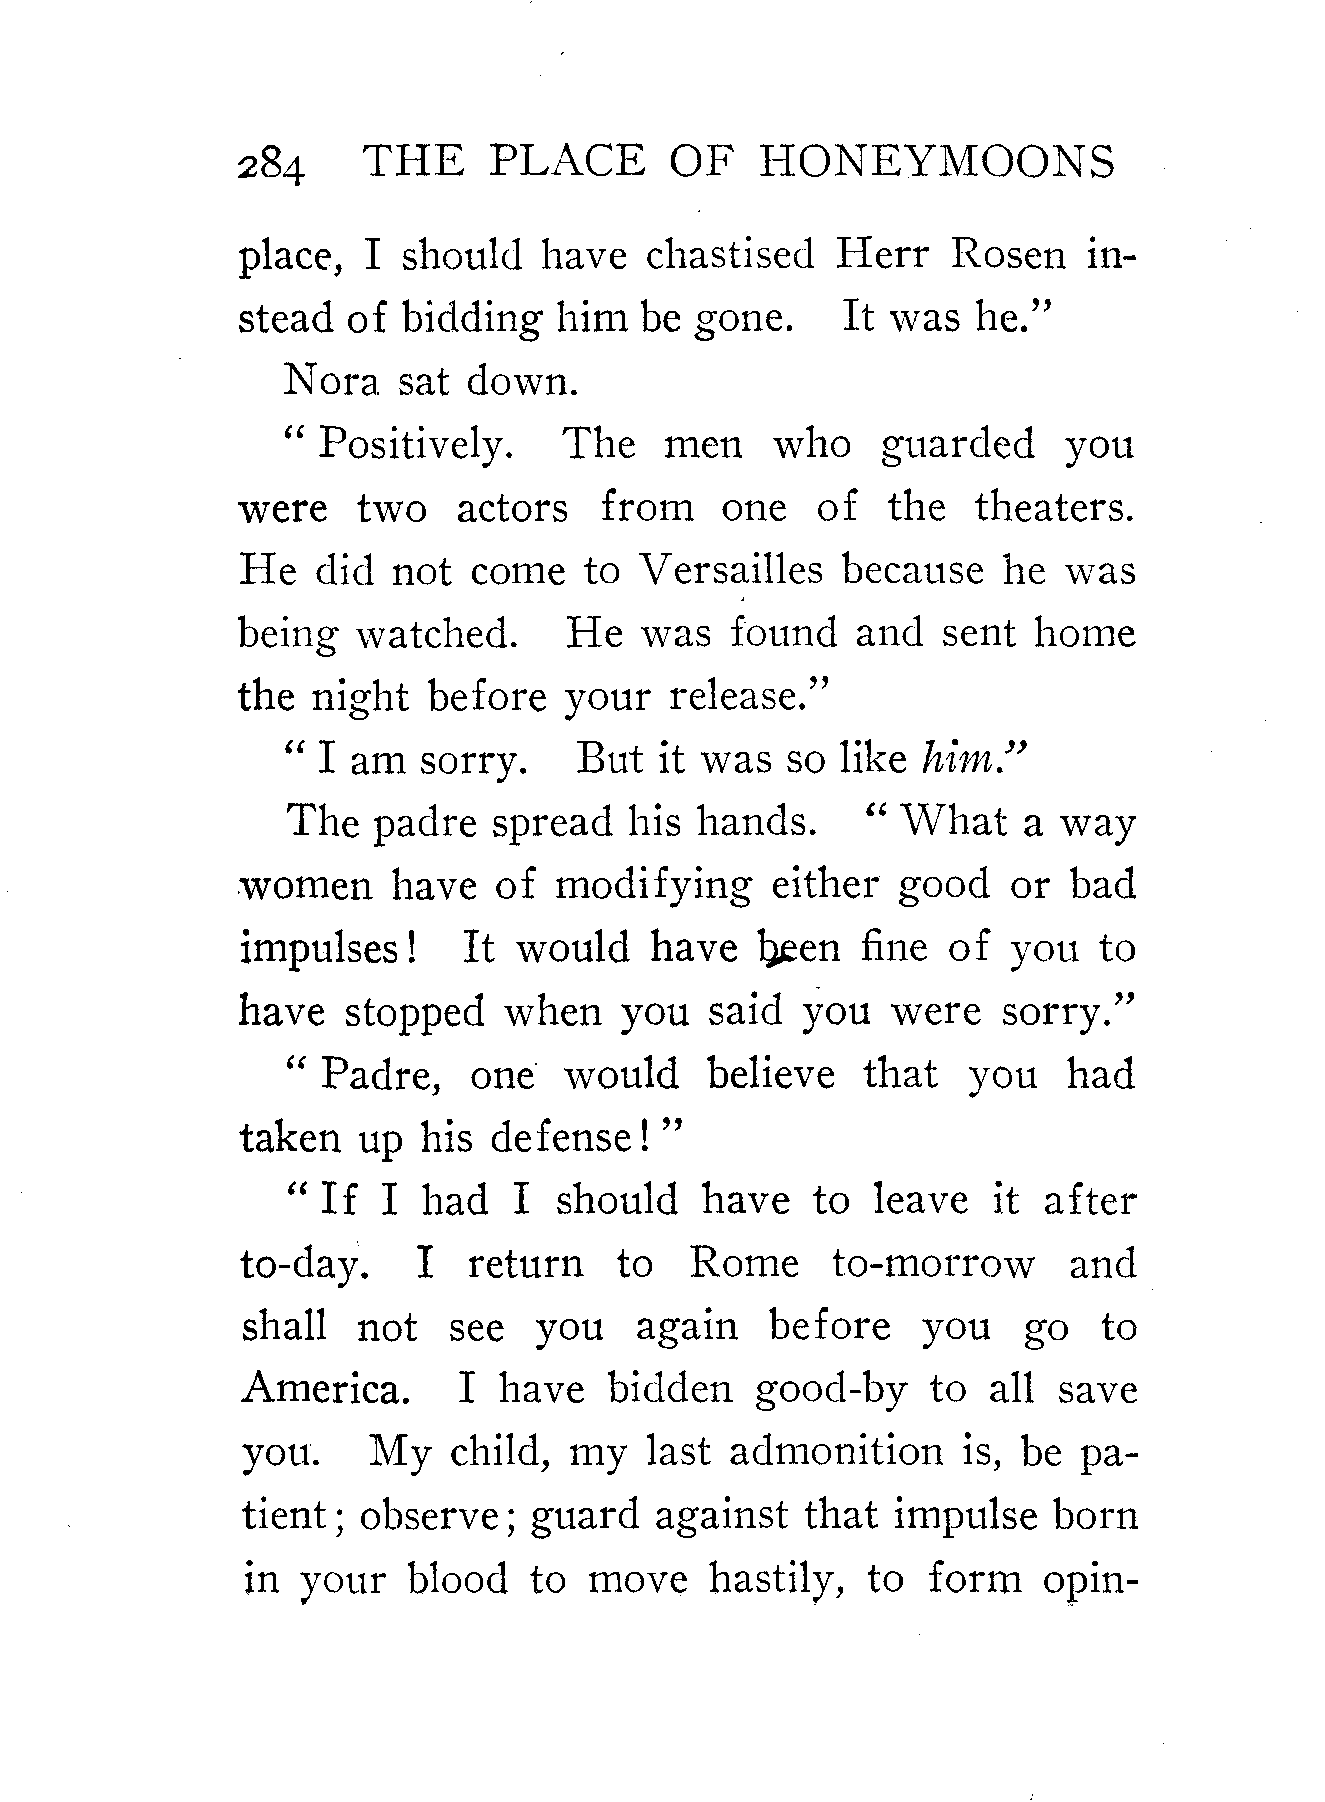 284 THE PLACE OF HONEYMOONS
place, I should have chastised Herr Rosen in-
stead of bidding him be gone. It was he.”
Nora sat down.
“ Positively. The men who guarded you
were two actors from one of the theaters.
He did not come to Versailles because he was
being watched. He was found and sent home
the night before your release.”
“ I am sorry. But it was so like him.”
The padre spread his hands. “ What a way
women have of modifying either good or bad
impulses! It would have been fine of you to
have stopped when you said you were sorry.”
“ Padre, one would believe that you had
taken up his defense! ”
“ If I had I should have to leave it after
to-day. I return to Rome to-morrow and
shall not see you again before you go to
America. I have bidden good-by to all save
you. My child, my last admonition is, be pa-
tient; observe; guard against that impulse born
in your blood to move hastily, to form opin-